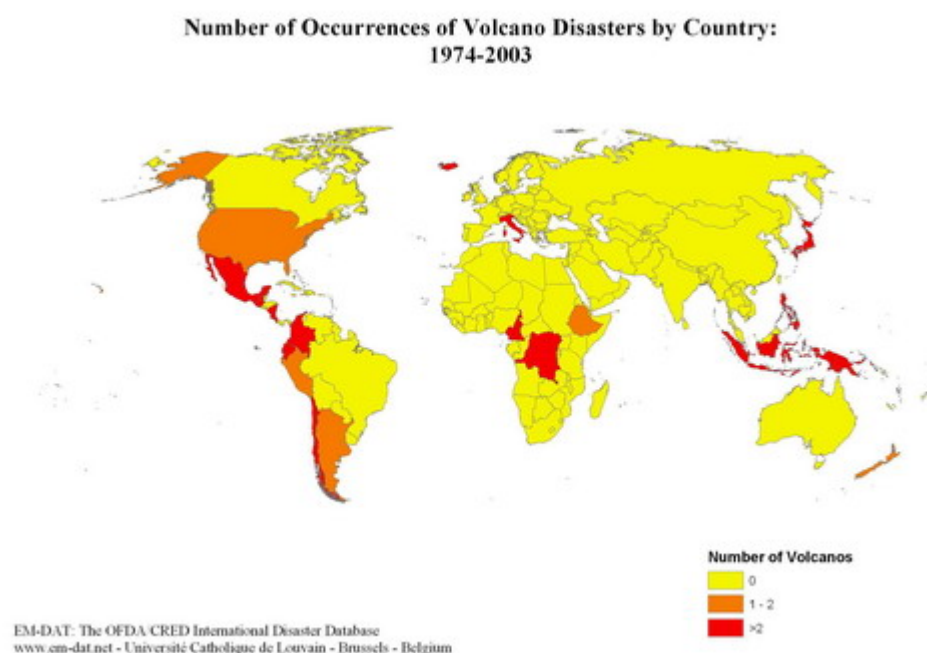 Number of Occurrences of Volcano Disasters by Country:
1974-2003
Number of Volcanos
0
1 - 2
>2
EM-DAT: The OFDA/CRED International Disaster Database
www.em-dat.net - Université Catholique de Louvain - Brussels - Belgium